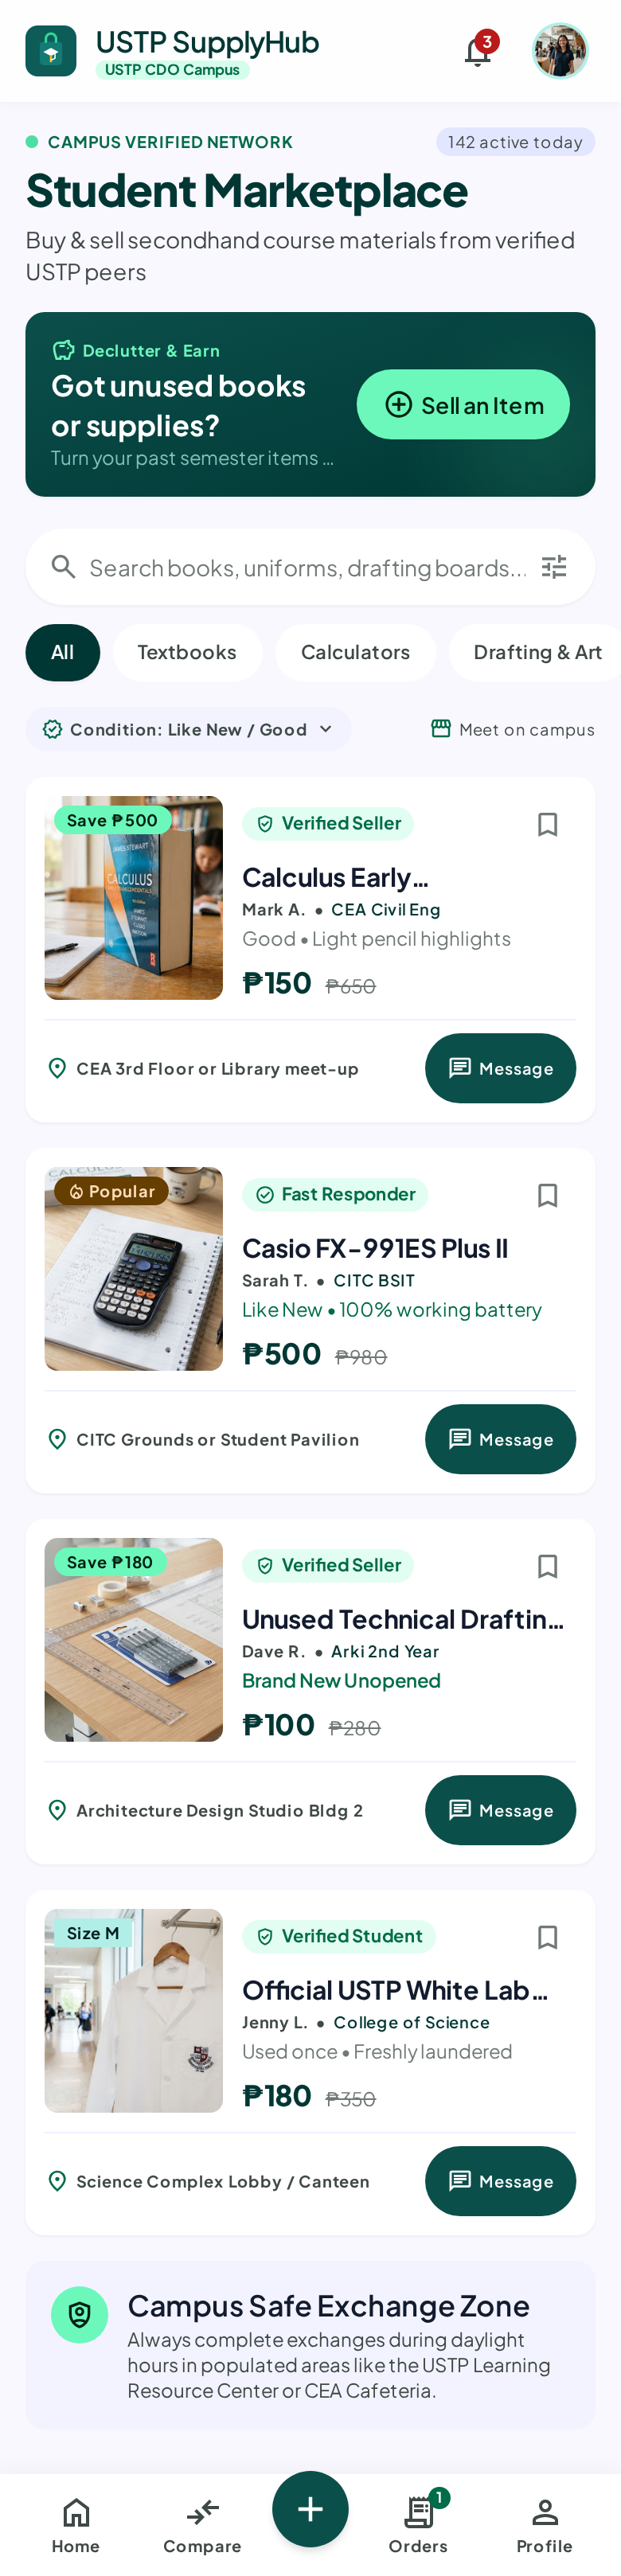 USTP SupplyHub
USTP CDO Campus
3
CAMPUS VERIFIED NETWORK
142 active today
Student Marketplace
Buy & sell secondhand course materials from verified
USTP peers
Declutter & Earn
Got unused books
or supplies?
Turn your past semester items ...
Sell an Item
Search books, uniforms, drafting boards...
All
Textbooks
Calculators
Drafting & Art
Condition: Like New / Good
Meet on campus
Save ₱500
JAMES STEWART
CALCULUS
Verified Seller
Calculus Early...
Mark A. • CEA Civil Eng
Good • Light pencil highlights
₱150 ₱650
CEA 3rd Floor or Library meet-up
Message
CALCULUS
Popular
Fast Responder
Casio FX-991ES Plus II
Sarah T. • CITC BSIT
Like New • 100% working battery
₱500 ₱980
CITC Grounds or Student Pavilion
Message
Save ₱180
Verified Seller
Unused Technical Draftin...
Dave R. • Arki 2nd Year
Brand New Unopened
₱100 ₱280
Architecture Design Studio Bldg 2
Message
Size M
Verified Student
Official USTP White Lab...
Jenny L. • College of Science
Used once • Freshly laundered
₱180 ₱350
Science Complex Lobby / Canteen
Message
Campus Safe Exchange Zone
Always complete exchanges during daylight
hours in populated areas like the USTP Learning
Resource Center or CEA Cafeteria.
1
Home
Compare
Orders
Profile